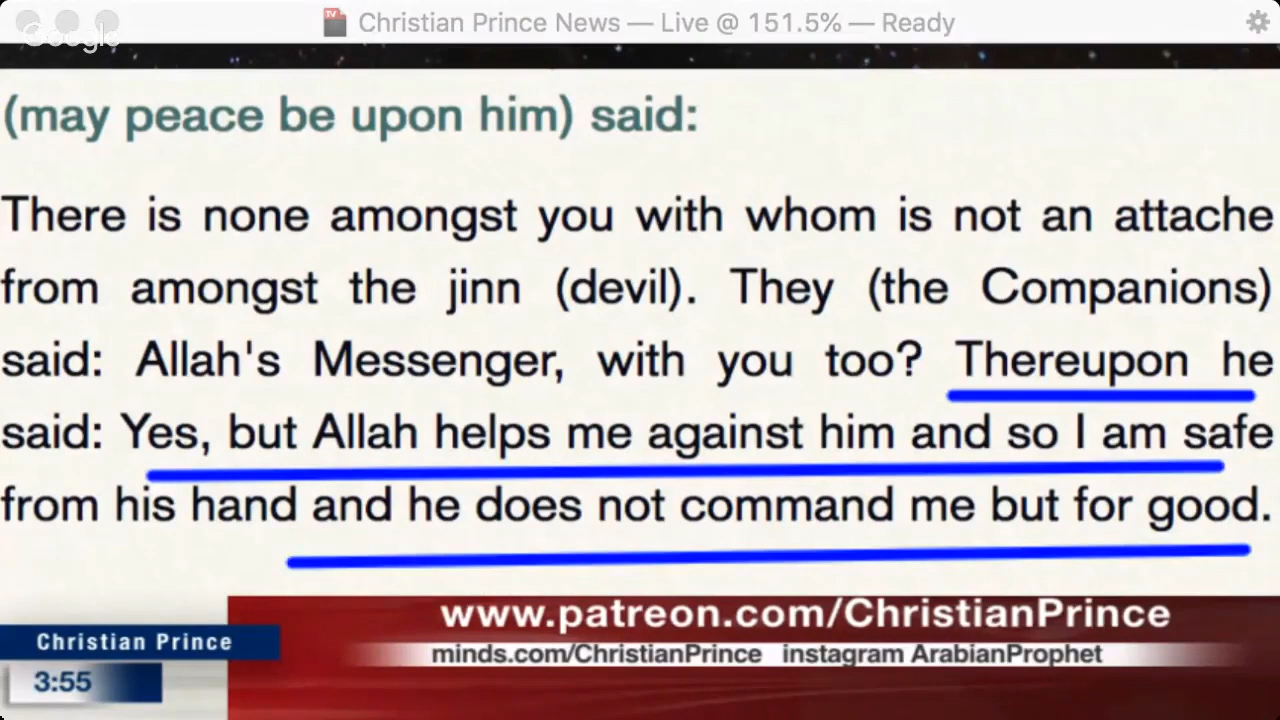 Christian Prince News — Live @ 151.5% — Ready
Google
(may peace be upon him) said:
There is none amongst you with whom is not an attache
from amongst the jinn (devil). They (the Companions)
said: Allah's Messenger, with you too? Thereupon he
said: Yes, but Allah helps me against him and so I am safe
from his hand and he does not command me but for good.
www.patreon.com/ChristianPrince
Christian Prince
minds.com/ChristianPrince instagram ArabianProphet
3:55